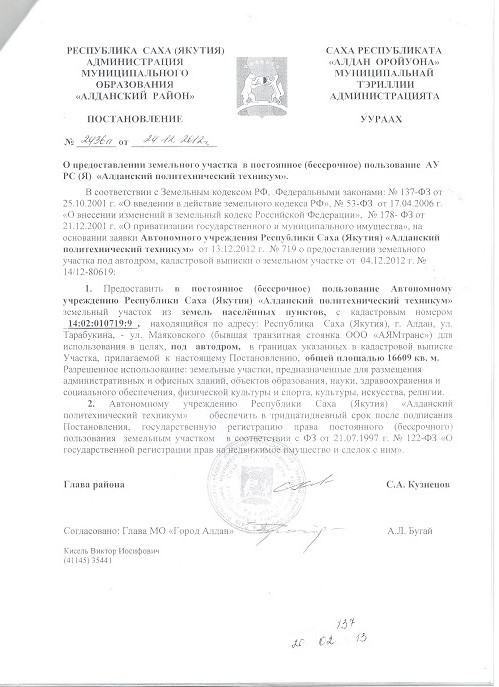 РЕСПУБЛИКА САХА (ЯКУТИЯ)
АДМИНИСТРАЦИЯ
МУНИЦИПАЛЬНОГО
ОБРАЗОВАНИЯ
«АЛДАНСКИЙ РАЙОН»
ПОСТАНОВЛЕНИЕ
САХА РЕСПУБЛИКАТА
«АЛДАН ОРОЙУОНА»
МУНИЦИПАЛЬНАЙ
ТЭРИЛЛИИ
АДМИНИСТРАЦИЯТА
УУРААХ
№ 2436п от 24.12.2012г.
О предоставлении земельного участка в постоянное (бессрочное) пользование АУ
РС (Я) «Алданский политехнический техникум».
В соответствии с Земельным кодексом РФ, Федеральными законами: № 137-ФЗ от
25.10.2001 г. «О введении в действие земельного кодекса РФ», № 53-ФЗ от 17.04.2006 г.
«О внесении изменений в земельный кодекс Российской Федерации», № 178- ФЗ от
21.12.2001 г. «О приватизации государственного и муниципального имущества», на
основании заявки Автономного учреждения Республики Саха (Якутия) «Алданский
политехнический техникум» от 13.12.2012 г. № 719 о предоставлении земельного
участка под автодром, кадастровой выписки о земельном участке от 04.12.2012 г. №
14/12-80619:
1. Предоставить в постоянное (бессрочное) пользование Автономному
учреждению Республики Саха (Якутия) «Алданский политехнический техникум»
земельный участок из земель населённых пунктов, с кадастровым номером
14:02:010719:9 , находящийся по адресу: Республика Саха (Якутия), г. Алдан, ул.
Тарабукина, - ул. Маяковского (бывшая транзитная стоянка ООО «АЯМтранс») для
использования в целях, под автодром, в границах указанных в кадастровой выписке
Участка, прилагаемой к настоящему Постановлению, общей площадью 16609 кв. м.
Разрешенное использование: земельные участки, предназначенные для размещения
административных и офисных зданий, объектов образования, науки, здравоохранения и
социального обеспечения, физической культуры и спорта, культуры, искусства, религии.
2. Автономному учреждению Республики Саха (Якутия) «Алданский
политехнический техникум» обеспечить в тридцатидневный срок после подписания
Постановления, государственную регистрацию права постоянного (бессрочного)
пользования земельным участком в соответствии с ФЗ от 21.07.1997 г. № 122-ФЗ «О
государственной регистрации прав на недвижимое имущество и сделок с ним».
Глава района С.А. Кузнецов
Согласовано: Глава МО «Город Алдан» А.Л. Бугай
Кисель Виктор Иосифович
(41145) 35441
137
26 02 13